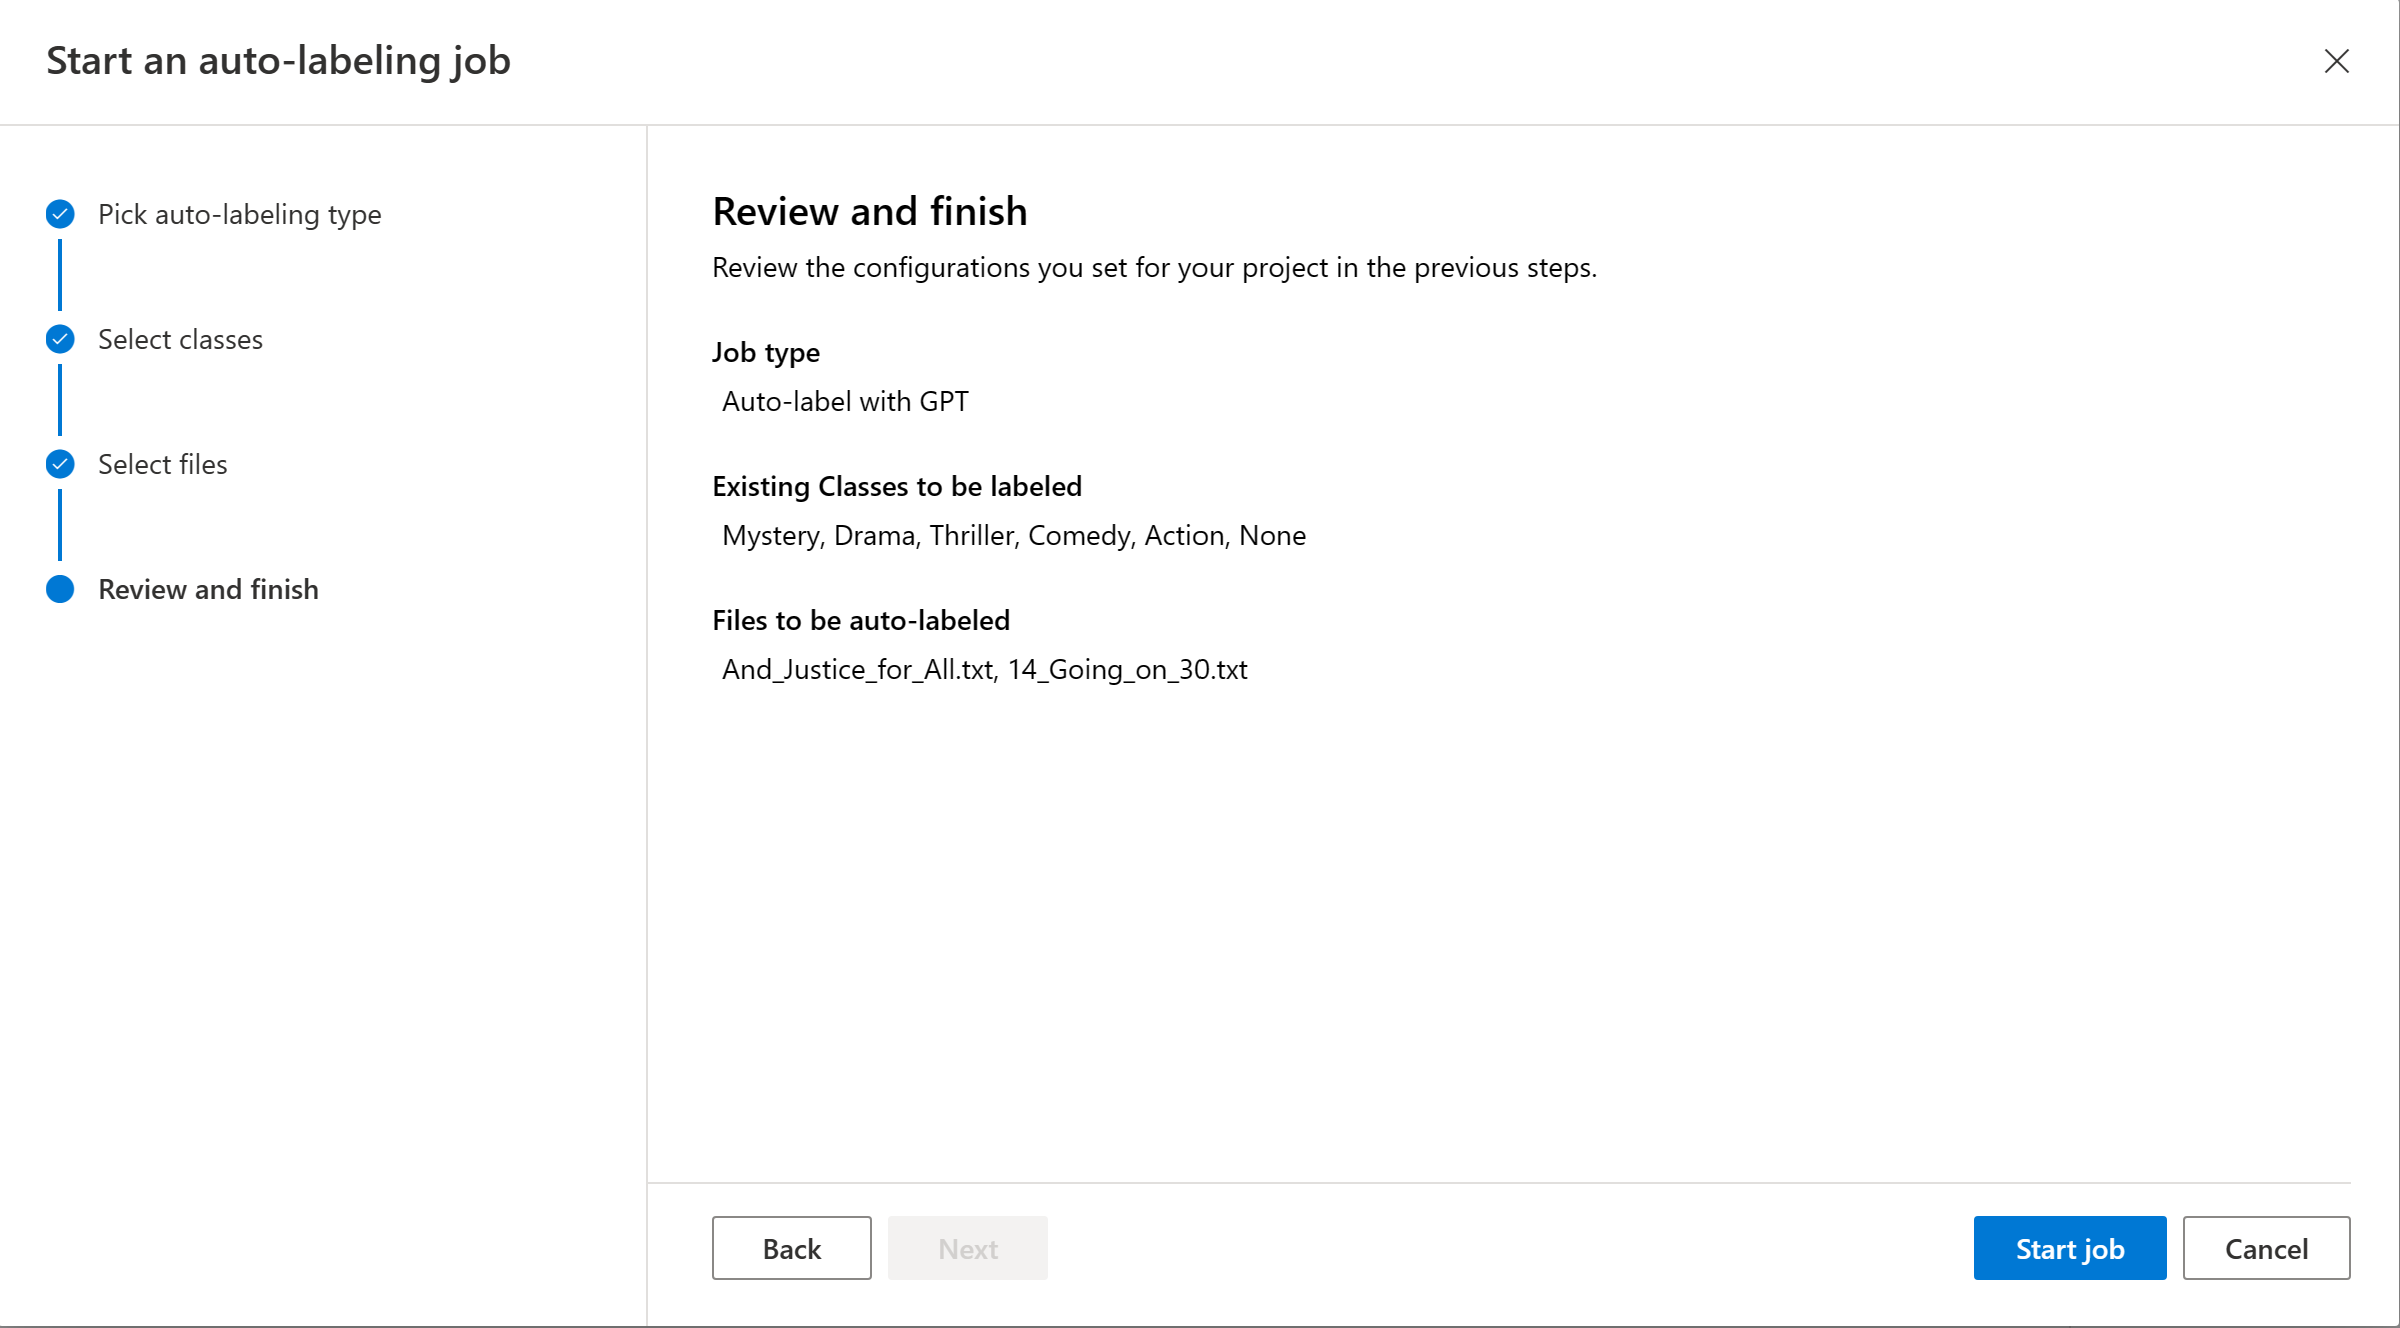 Start an auto-labeling job
Pick auto-labeling type
Select classes
Select files
Review and finish
Review and finish
Review the configurations you set for your project in the previous steps.
Job type
Auto-label with GPT
Existing Classes to be labeled
Mystery, Drama, Thriller, Comedy, Action, None
Files to be auto-labeled
And_Justice_for_All.txt, 14_Going_on_30.txt
Back
Next
Start job
Cancel